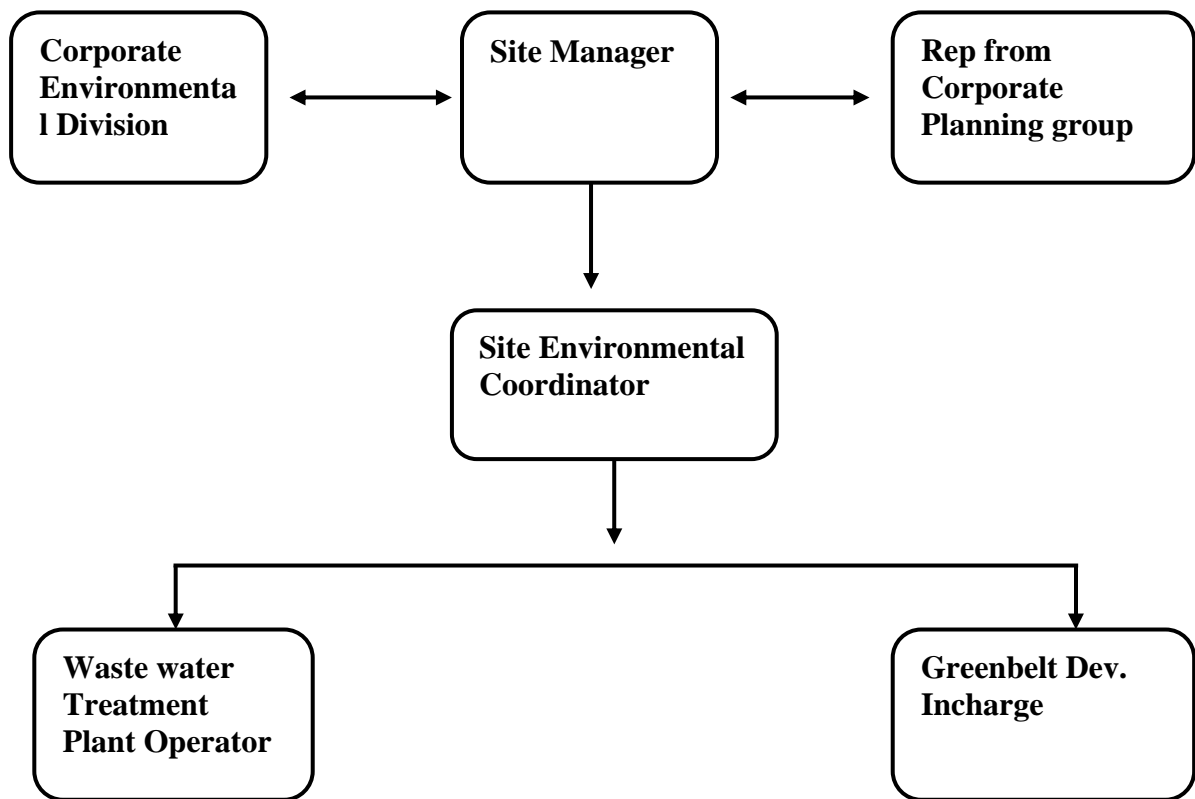 Corporate
Environmenta
l Division
Site Manager
Rep from
Corporate
Planning group
Site Environmental
Coordinator
Waste water
Treatment
Plant Operator
Greenbelt Dev.
Incharge